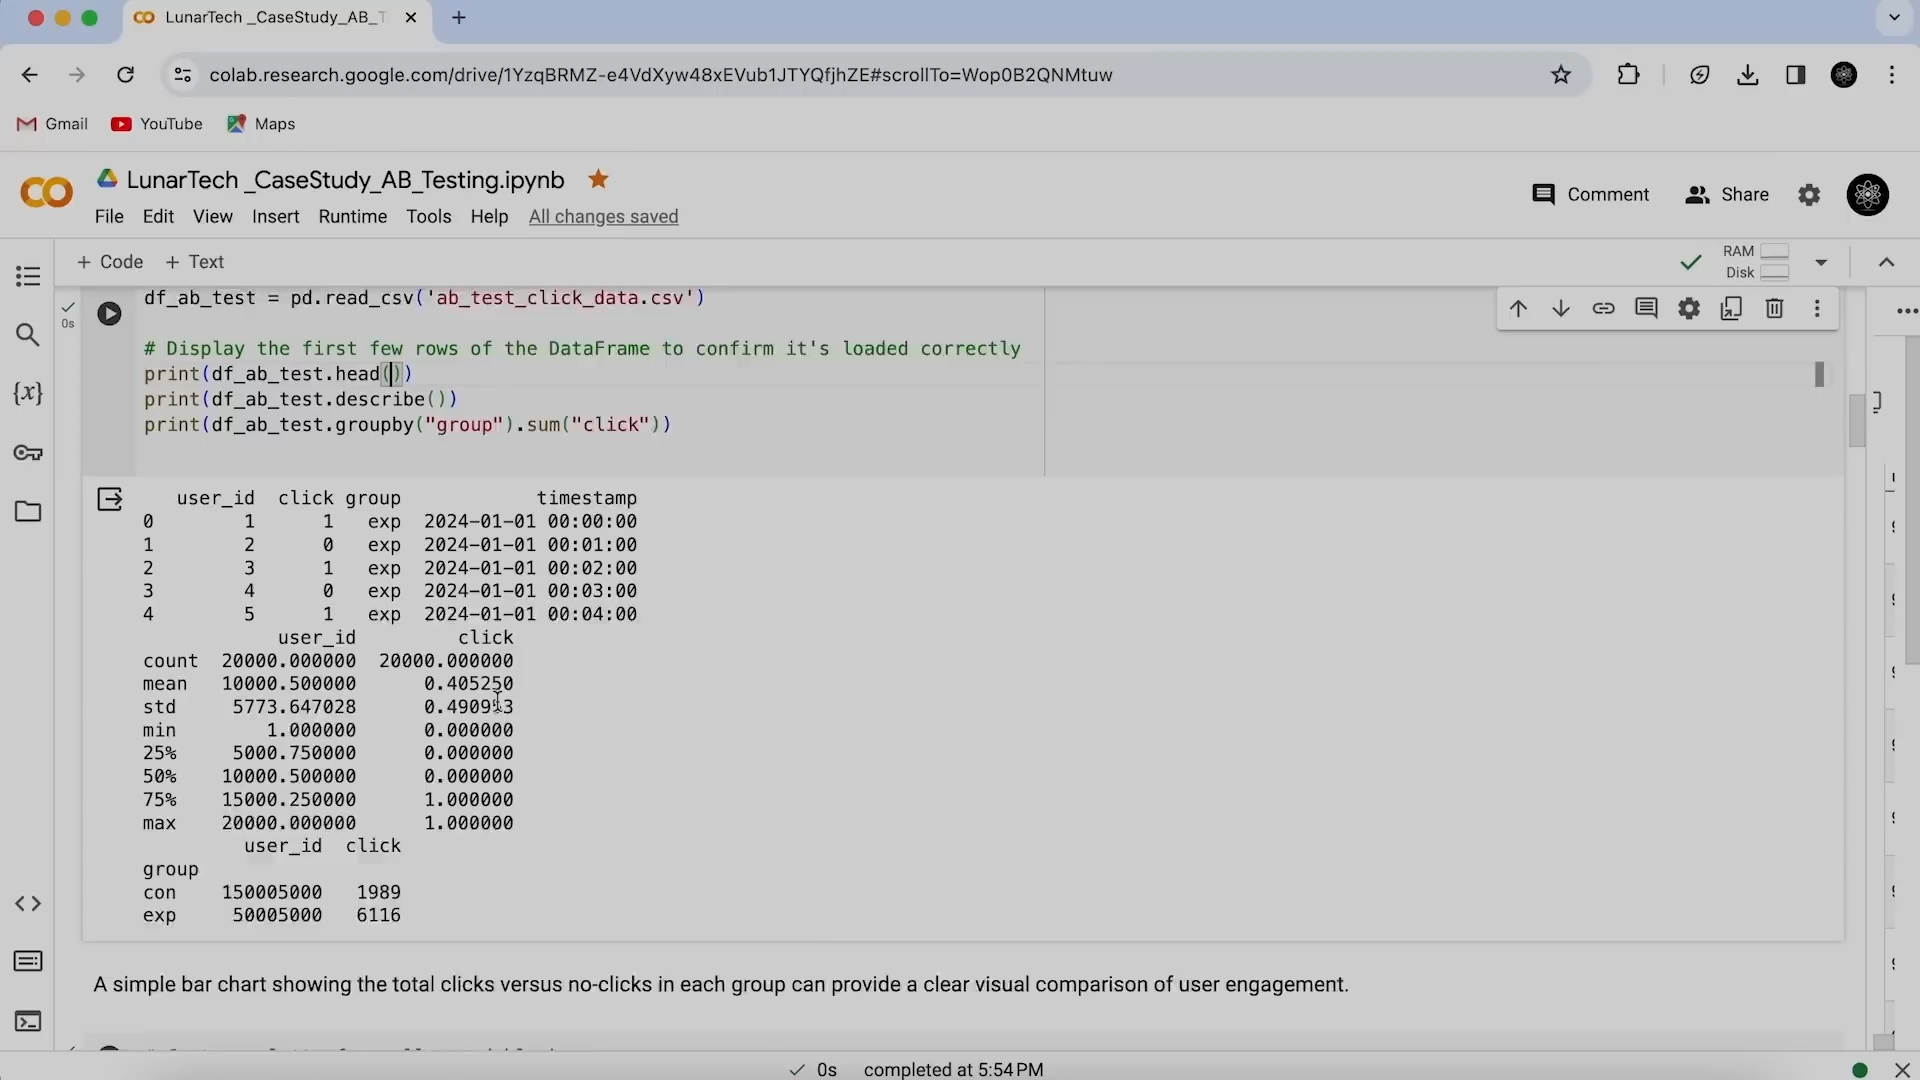 LunarTech _CaseStudy_AB_T
colab.research.google.com/drive/1YzqBRMZ-e4VdXyw48xEVub1JTYQfjhZE#scrollTo=Wop0B2QNMtuw
Gmail YouTube Maps
LunarTech _CaseStudy_AB_Testing.ipynb
Comment Share
File Edit View Insert Runtime Tools Help All changes saved
+ Code + Text
RAM
Disk
df_ab_test = pd.read_csv('ab_test_click_data.csv')
0s
# Display the first few rows of the DataFrame to confirm it's loaded correctly
print(df_ab_test.head())
print(df_ab_test.describe())
print(df_ab_test.groupby("group").sum("click"))
user_id click group timestamp
0 1 1 exp 2024-01-01 00:00:00
1 2 0 exp 2024-01-01 00:01:00
2 3 1 exp 2024-01-01 00:02:00
3 4 0 exp 2024-01-01 00:03:00
4 5 1 exp 2024-01-01 00:04:00
user_id click
count 20000.000000 20000.000000
mean 10000.500000 0.405250
std 5773.647028 0.490953
min 1.000000 0.000000
25% 5000.750000 0.000000
50% 10000.500000 0.000000
75% 15000.250000 1.000000
max 20000.000000 1.000000
user_id click
group
con 150005000 1989
exp 50005000 6116
A simple bar chart showing the total clicks versus no-clicks in each group can provide a clear visual comparison of user engagement.
0s completed at 5:54 PM